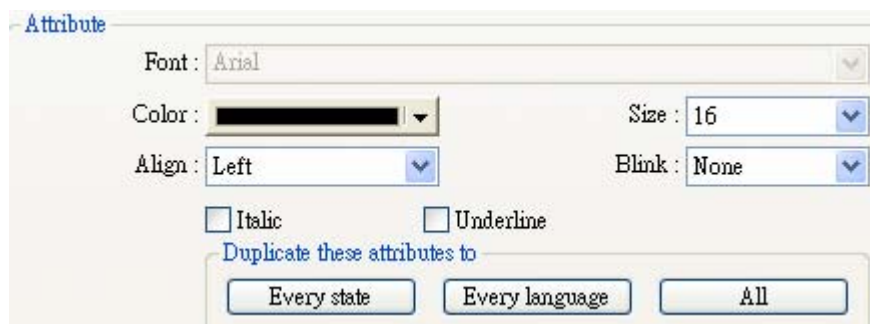 Attribute
Font : Arial
Color : Size : 16
Align : Left Blink : None
Italic Underline
Duplicate these attributes to
Every state Every language All